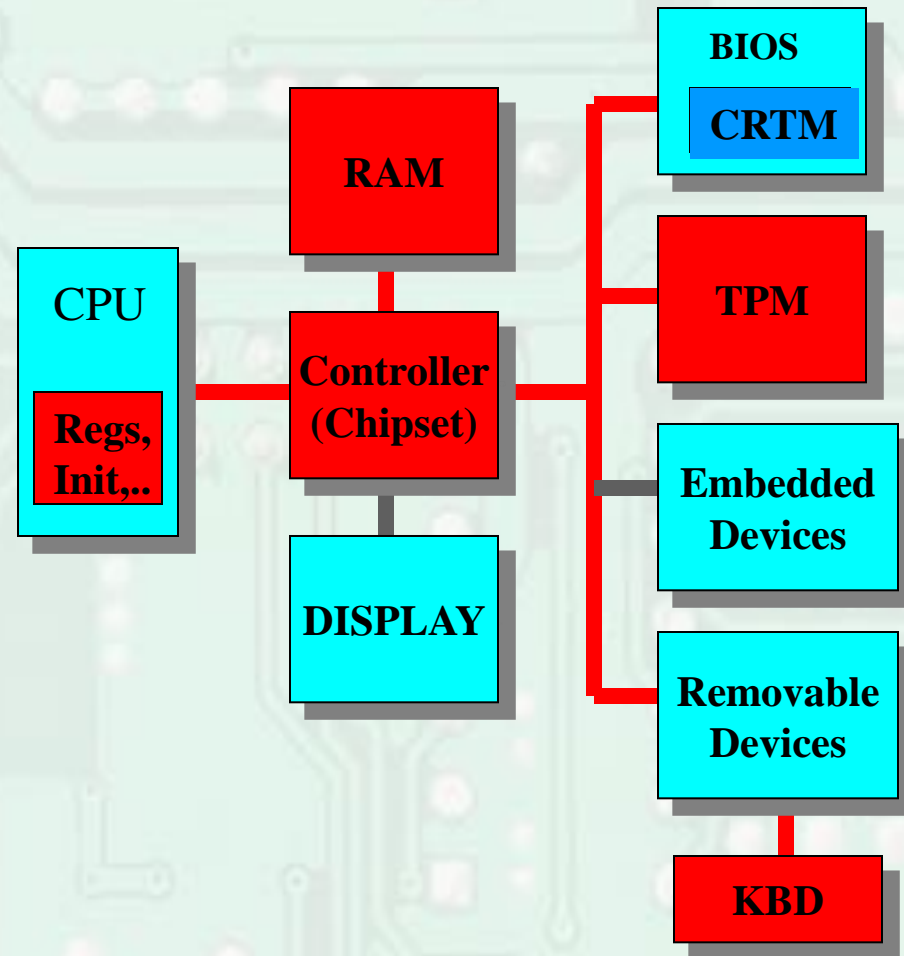 BIOS
CRTM
RAM
TPM
CPU
Regs,
Init,..
Controller
(Chipset)
Embedded
Devices
DISPLAY
Removable
Devices
KBD